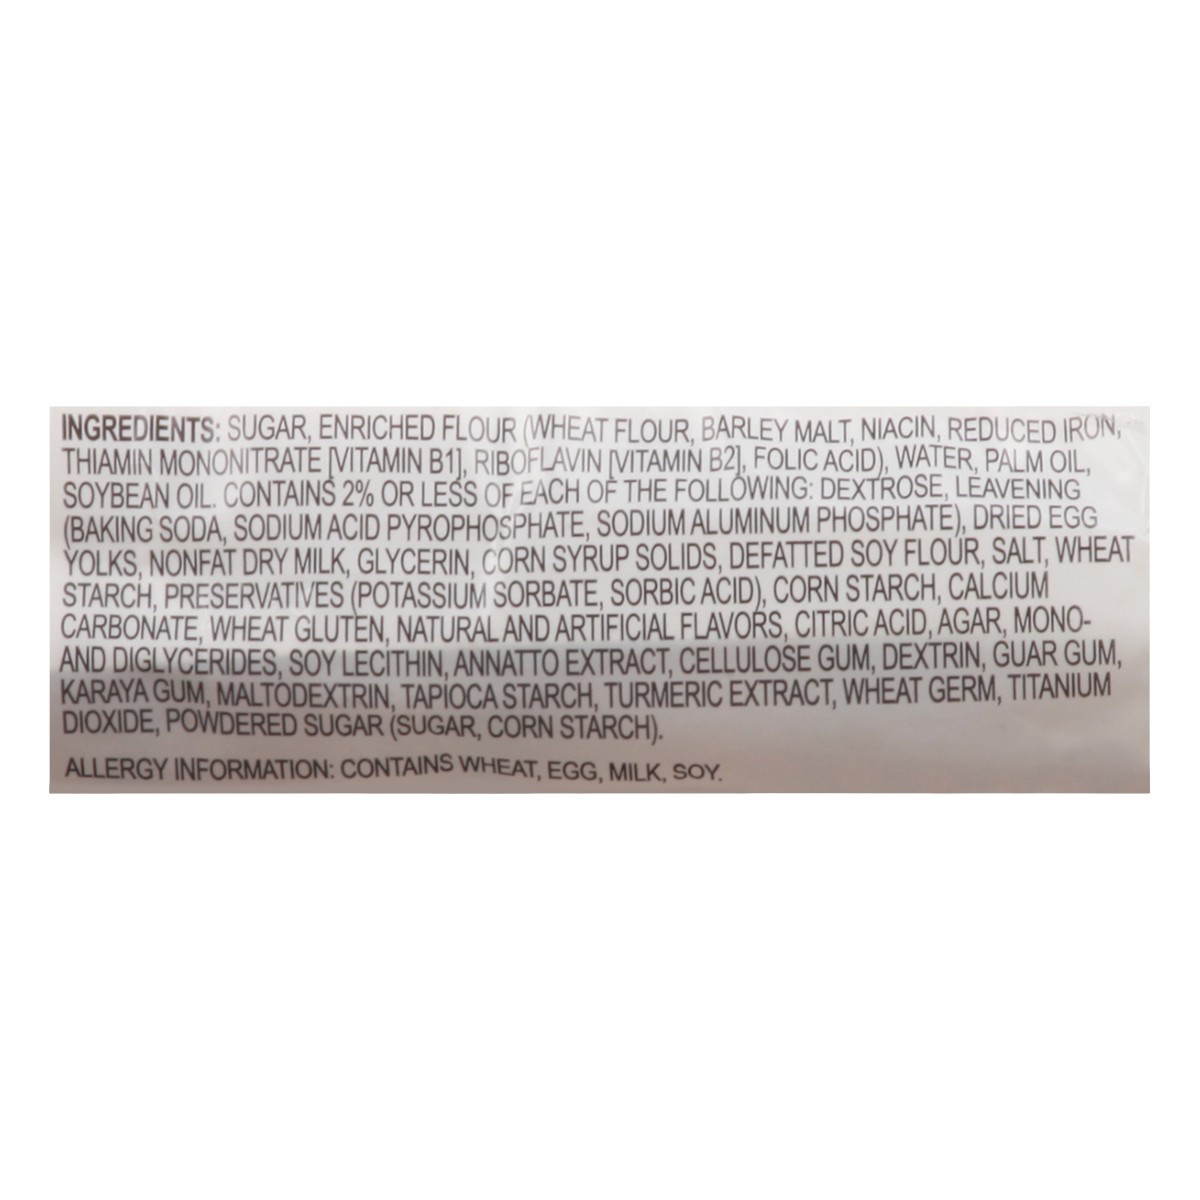 INGREDIENTS: SUGAR, ENRICHED FLOUR (WHEAT FLOUR, BARLEY MALT, NIACIN, REDUCED IRON,
THIAMIN MONONITRATE [VITAMIN B1], RIBOFLAVIN [VITAMIN B2], FOLIC ACID), WATER, PALM OIL,
SOYBEAN OIL. CONTAINS 2% OR LESS OF EACH OF THE FOLLOWING: DEXTROSE, LEAVENING
(BAKING SODA, SODIUM ACID PYROPHOSPHATE, SODIUM ALUMINUM PHOSPHATE), DRIED EGG
YOLKS, NONFAT DRY MILK, GLYCERIN, CORN SYRUP SOLIDS, DEFATTED SOY FLOUR, SALT, WHEAT
STARCH, PRESERVATIVES (POTASSIUM SORBATE, SORBIC ACID), CORN STARCH, CALCIUM
CARBONATE, WHEAT GLUTEN, NATURAL AND ARTIFICIAL FLAVORS, CITRIC ACID, AGAR, MONO-
AND DIGLYCERIDES, SOY LECITHIN, ANNATTO EXTRACT, CELLULOSE GUM, DEXTRIN, GUAR GUM,
KARAYA GUM, MALTODEXTRIN, TAPIOCA STARCH, TURMERIC EXTRACT, WHEAT GERM, TITANIUM
DIOXIDE, POWDERED SUGAR (SUGAR, CORN STARCH).
ALLERGY INFORMATION: CONTAINS WHEAT, EGG, MILK, SOY.